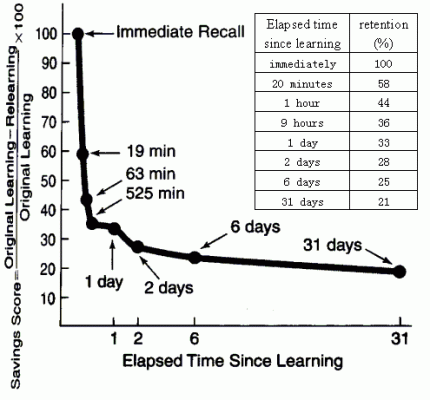 Savings Score=
Original Learning – Relearning
Original Learning
×100
100
90
80
70
60
50
40
30
20
10
Immediate Recall
19 min
63 min
525 min
1 day
2 days
6 days
31 days
1 2 6 31
Elapsed Time Since Learning
Elapsed time since learning retention (%)
immediately 100
20 minutes 58
1 hour 44
9 hours 36
1 day 33
2 days 28
6 days 25
31 days 21